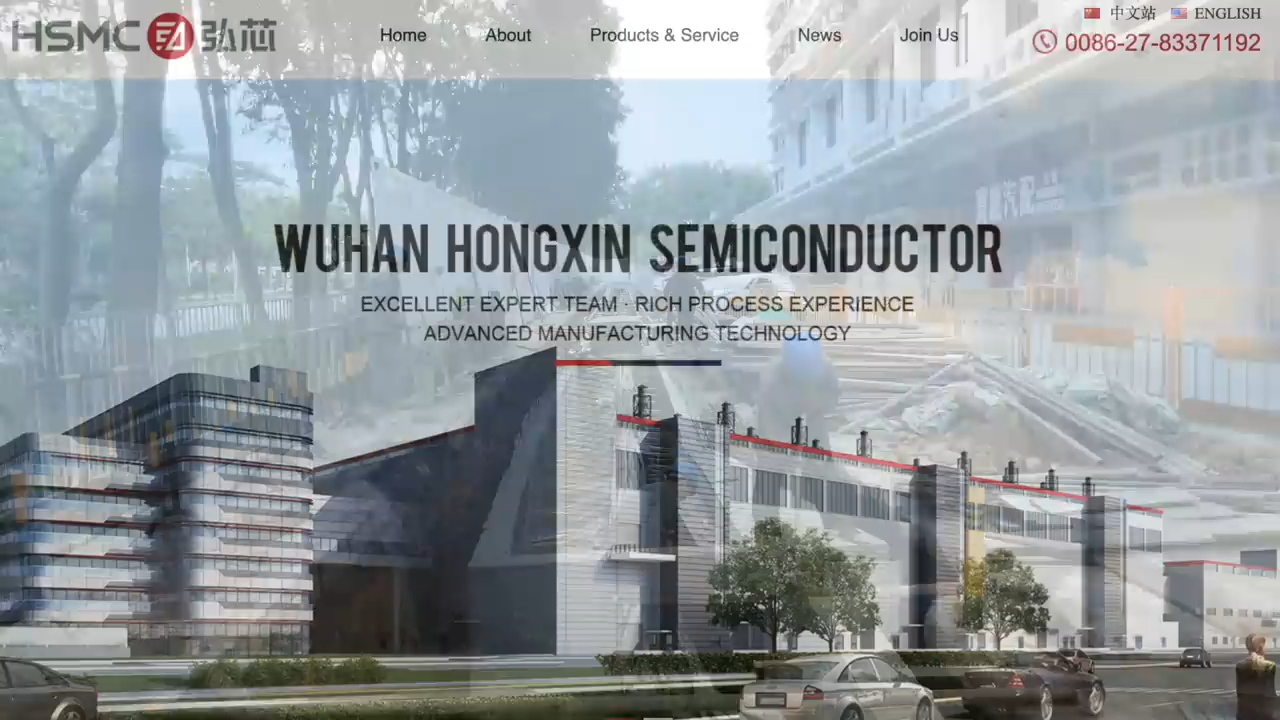 HSMC 弘芯
中文站 ENGLISH
Home About Products & Service News Join Us
0086-27-83371192
WUHAN HONGXIN SEMICONDUCTOR
EXCELLENT EXPERT TEAM · RICH PROCESS EXPERIENCE
ADVANCED MANUFACTURING TECHNOLOGY